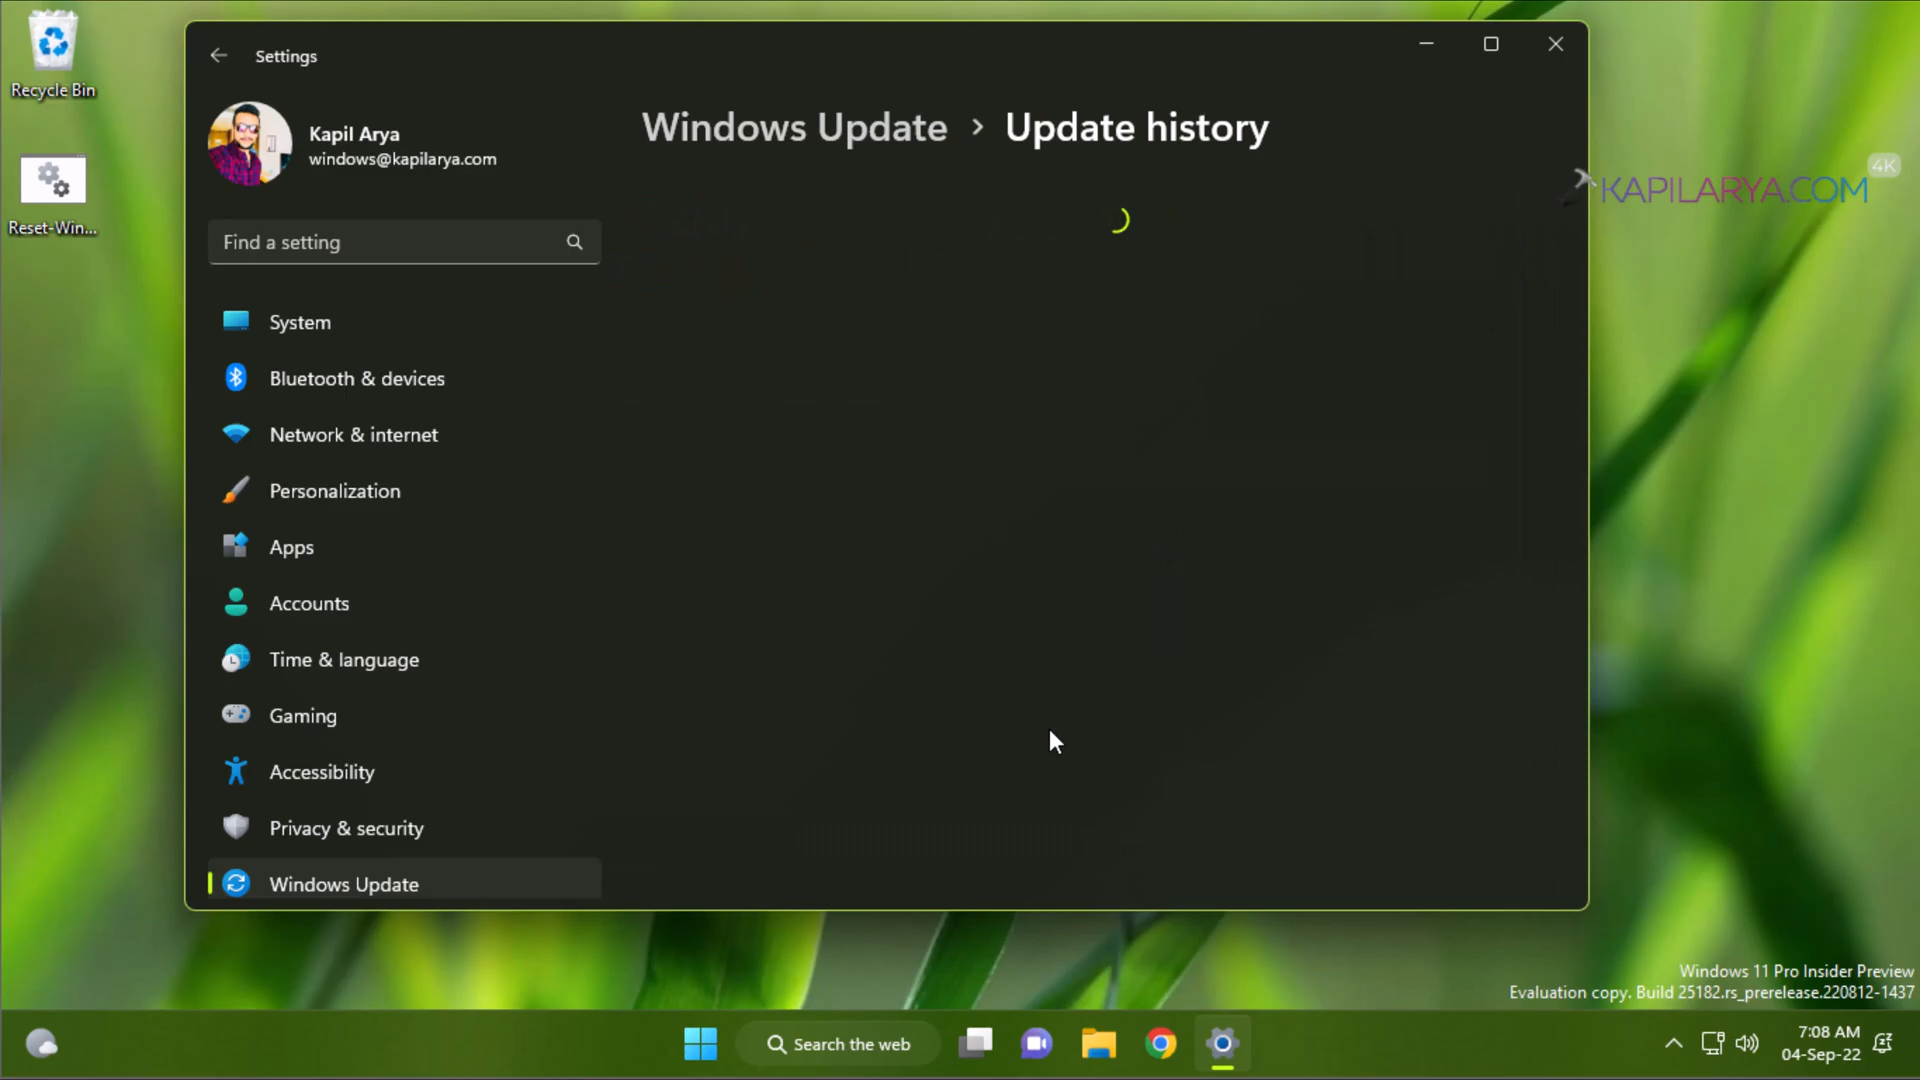 Recycle Bin
Reset-Win...
Settings
Kapil Arya
windows@kapilarya.com
Find a setting
System
Bluetooth & devices
Network & internet
Personalization
Apps
Accounts
Time & language
Gaming
Accessibility
Privacy & security
Windows Update
Windows Update > Update history
4K
KAPILARYA.COM
Windows 11 Pro Insider Preview
Evaluation copy. Build 25182.rs_prerelease.220812-1437
Search the web
7:08 AM
04-Sep-22